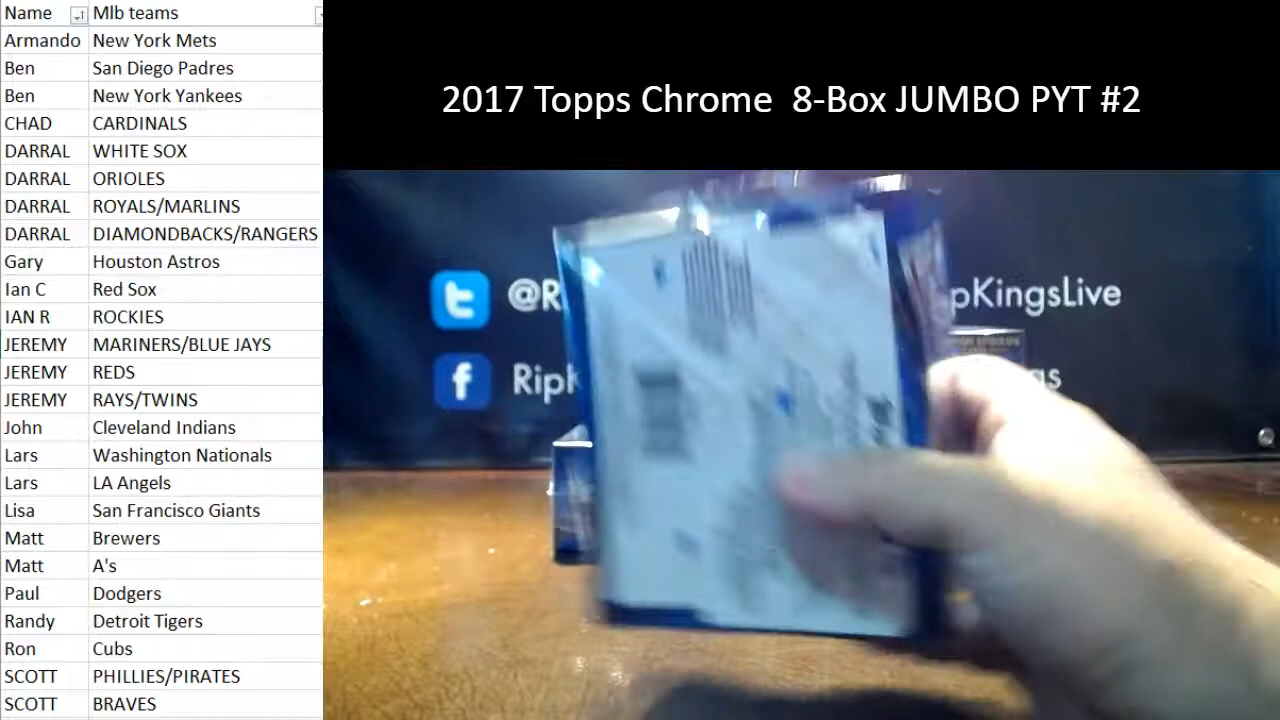 Name Mlb teams
Armando New York Mets
Ben San Diego Padres
Ben New York Yankees
CHAD CARDINALS
DARRAL WHITE SOX
DARRAL ORIOLES
DARRAL ROYALS/MARLINS
DARRAL DIAMONDBACKS/RANGERS
Gary Houston Astros
Ian C Red Sox
IAN R ROCKIES
JEREMY MARINERS/BLUE JAYS
JEREMY REDS
JEREMY RAYS/TWINS
John Cleveland Indians
Lars Washington Nationals
Lars LA Angels
Lisa San Francisco Giants
Matt Brewers
Matt A's
Paul Dodgers
Randy Detroit Tigers
Ron Cubs
SCOTT PHILLIES/PIRATES
SCOTT BRAVES
2017 Topps Chrome 8-Box JUMBO PYT #2
@R pKingsLive
Rip gs